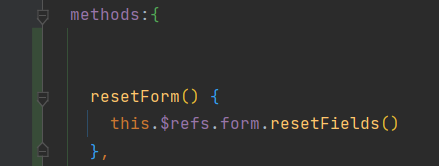 methods:{
resetForm() {
this.$refs.form.resetFields()
},